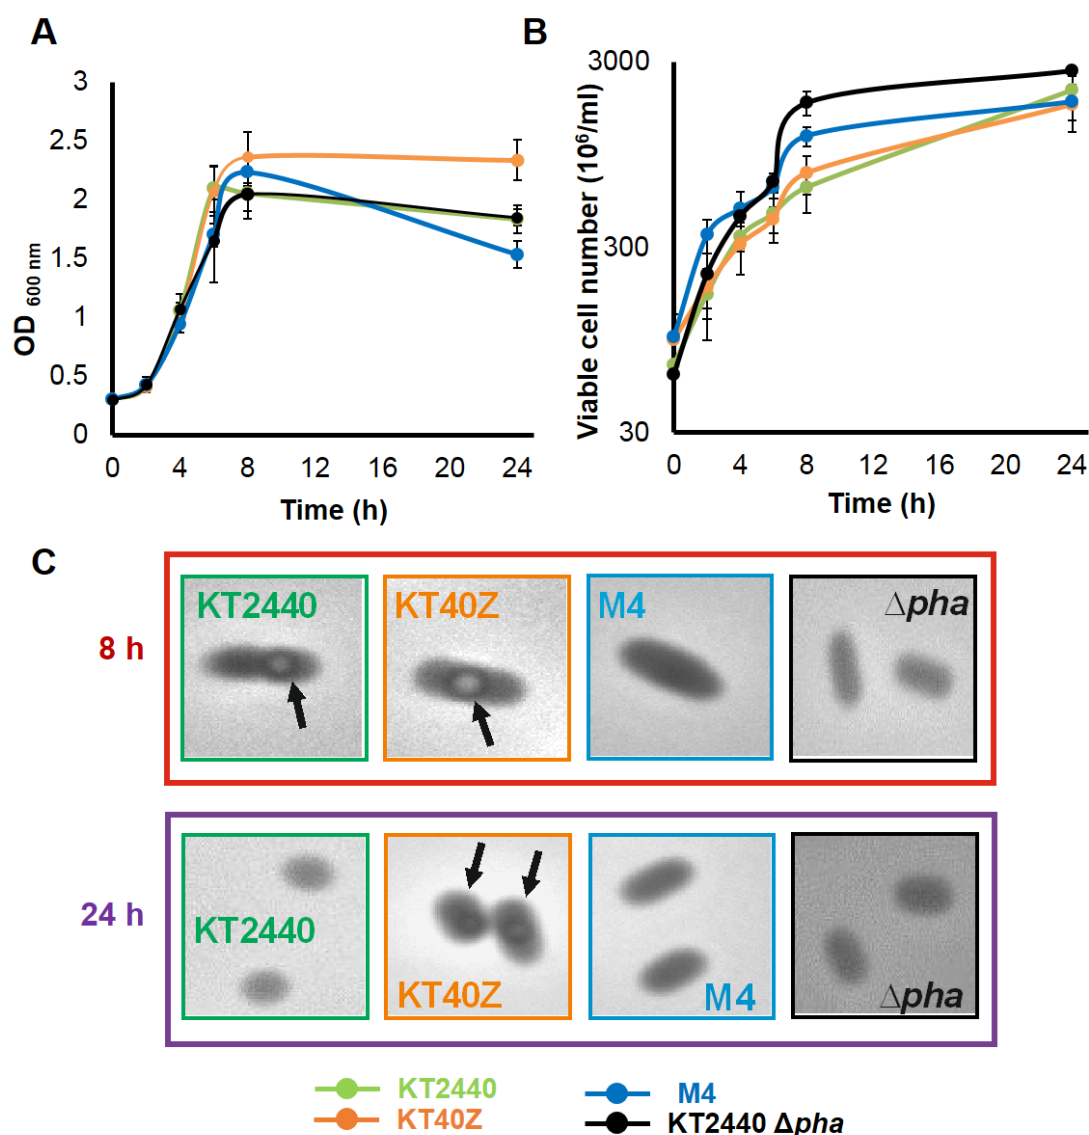 A
B
3
2.5
2
1.5
1
0.5
0
OD 600 nm
0 4 8 12 16 20 24
Time (h)
3000
300
30
Viable cell number (10⁶/ml)
0 4 8 12 16 20 24
Time (h)
C
8 h
KT2440
KT40Z
M4
Δpha
24 h
KT2440
KT40Z
M4
Δpha
KT2440
M4
KT40Z
KT2440 Δpha